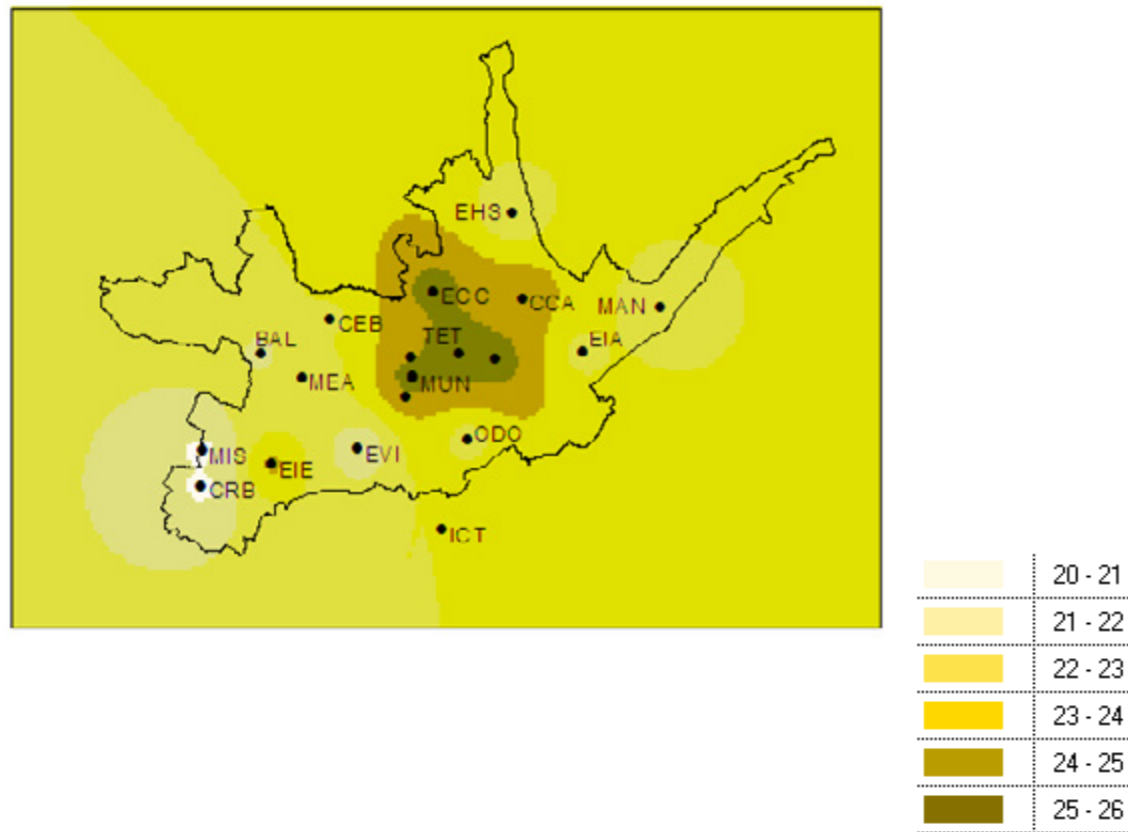 EHS
ECC
CCA
MAN
CEB
TET
BAL
EIA
MEA
MUN
ODO
MIS
EVI
EIE
CRB
ICT
20 - 21
21 - 22
22 - 23
23 - 24
24 - 25
25 - 26